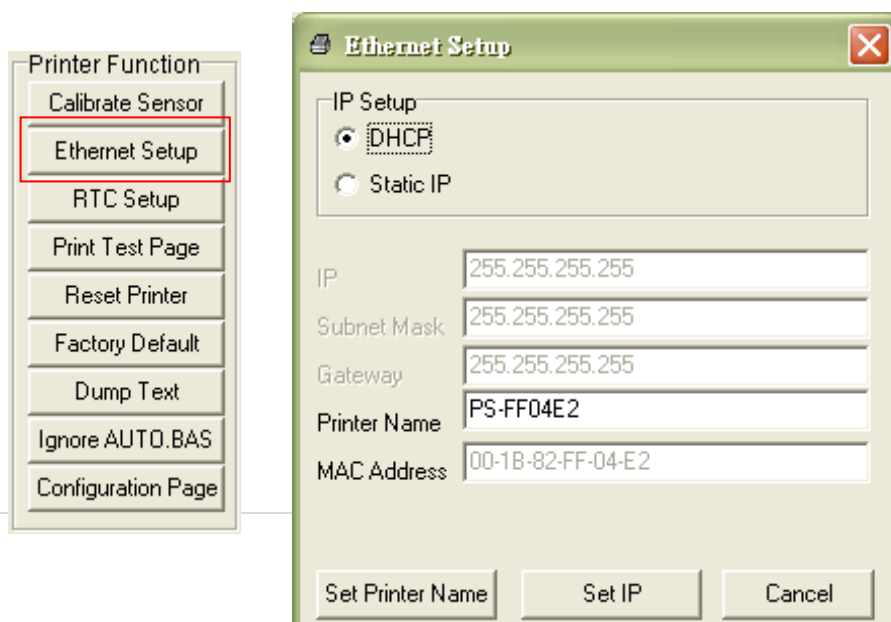 Printer Function
Calibrate Sensor
Ethernet Setup
RTC Setup
Print Test Page
Reset Printer
Factory Default
Dump Text
Ignore AUTO.BAS
Configuration Page
Ethernet Setup
IP Setup
DHCP
Static IP
IP 255.255.255.255
Subnet Mask 255.255.255.255
Gateway 255.255.255.255
Printer Name PS-FF04E2
MAC Address 00-1B-82-FF-04-E2
Set Printer Name Set IP Cancel